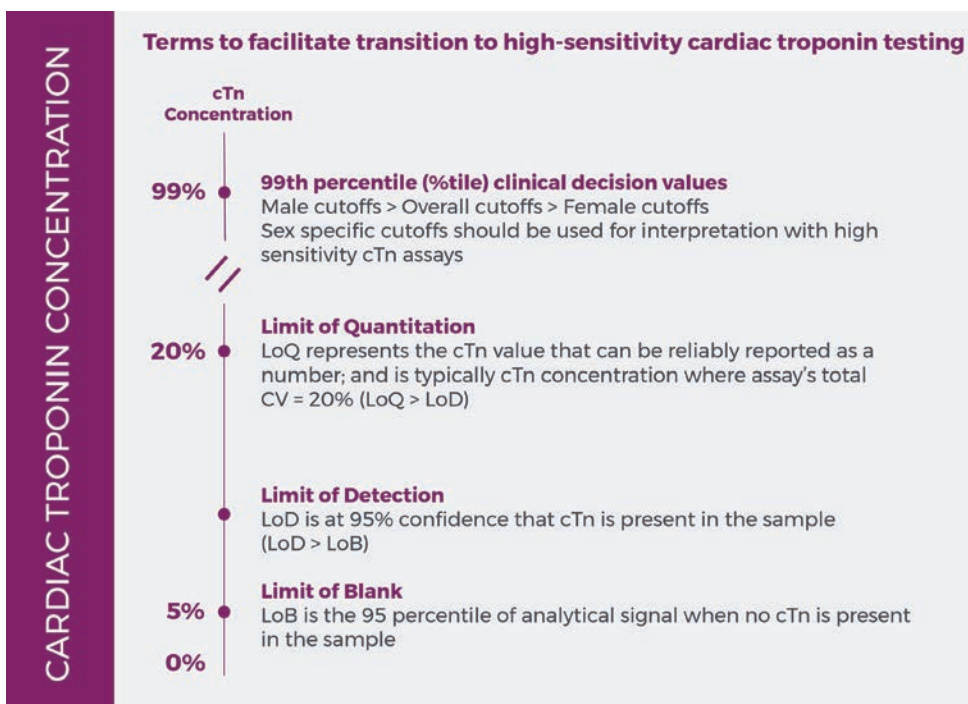 CARDIAC TROPONIN CONCENTRATION
Terms to facilitate transition to high-sensitivity cardiac troponin testing
cTn
Concentration
99%
99th percentile (%tile) clinical decision values
Male cutoffs > Overall cutoffs > Female cutoffs
Sex specific cutoffs should be used for interpretation with high
sensitivity cTn assays
20%
Limit of Quantitation
LoQ represents the cTn value that can be reliably reported as a
number; and is typically cTn concentration where assay's total
CV = 20% (LoQ > LoD)
Limit of Detection
LoD is at 95% confidence that cTn is present in the sample
(LoD > LoB)
5%
Limit of Blank
LoB is the 95 percentile of analytical signal when no cTn is present
in the sample
0%